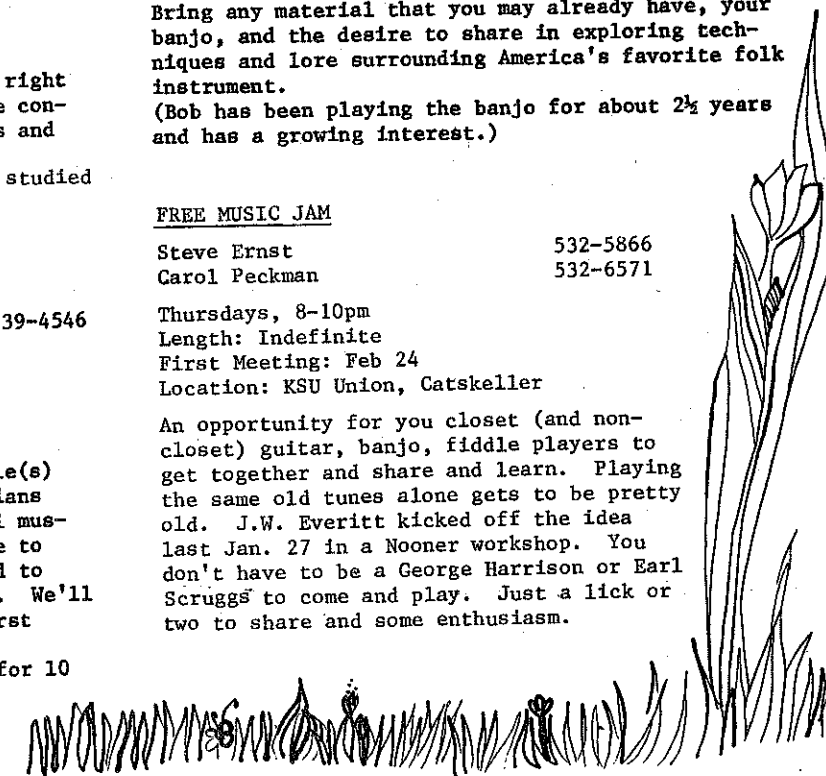 right
e con-
s and
studied
39-4546
le(s)
ians
mus-
e to
d to
. We'll
rst
for 10
Bring any material that you may already have, your
banjo, and the desire to share in exploring tech-
niques and lore surrounding America's favorite folk
instrument.
(Bob has been playing the banjo for about 2½ years
and has a growing interest.)
FREE MUSIC JAM
Steve Ernst 532-5866
Carol Peckman 532-6571
Thursdays, 8-10pm
Length: Indefinite
First Meeting: Feb 24
Location: KSU Union, Catskeller
An opportunity for you closet (and non-
closet) guitar, banjo, fiddle players to
get together and share and learn. Playing
the same old tunes alone gets to be pretty
old. J.W. Everitt kicked off the idea
last Jan. 27 in a Nooner workshop. You
don't have to be a George Harrison or Earl
Scruggs to come and play. Just a lick or
two to share and some enthusiasm.